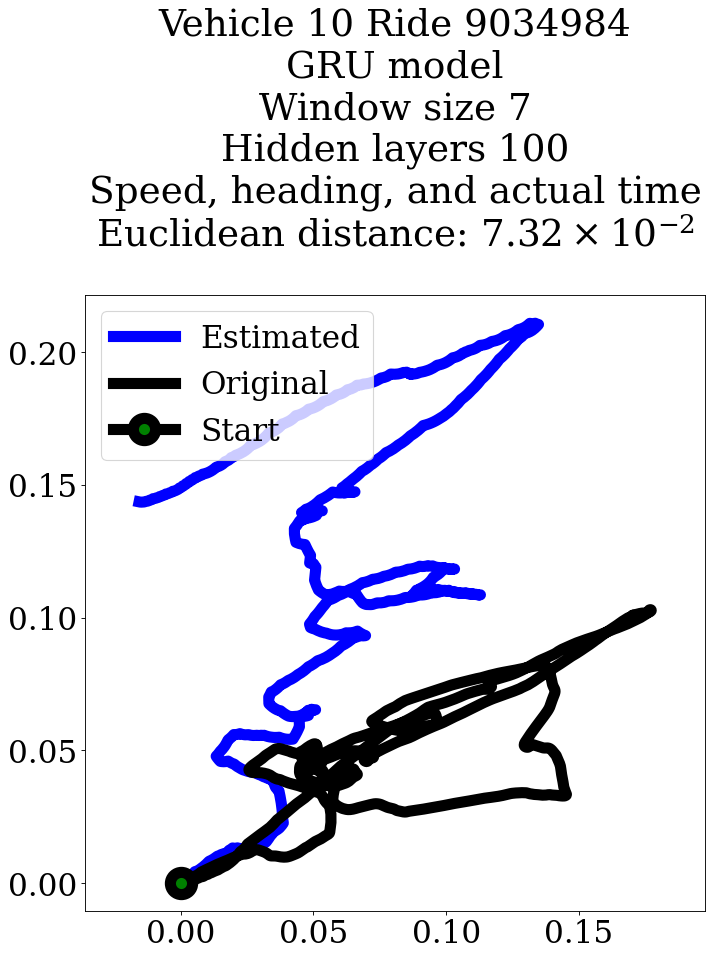 Vehicle 10 Ride 9034984
GRU model
Window size 7
Hidden layers 100
Speed, heading, and actual time
Euclidean distance: 7.32 × 10⁻²
Estimated
Original
Start
0.20
0.15
0.10
0.05
0.00
0.00 0.05 0.10 0.15